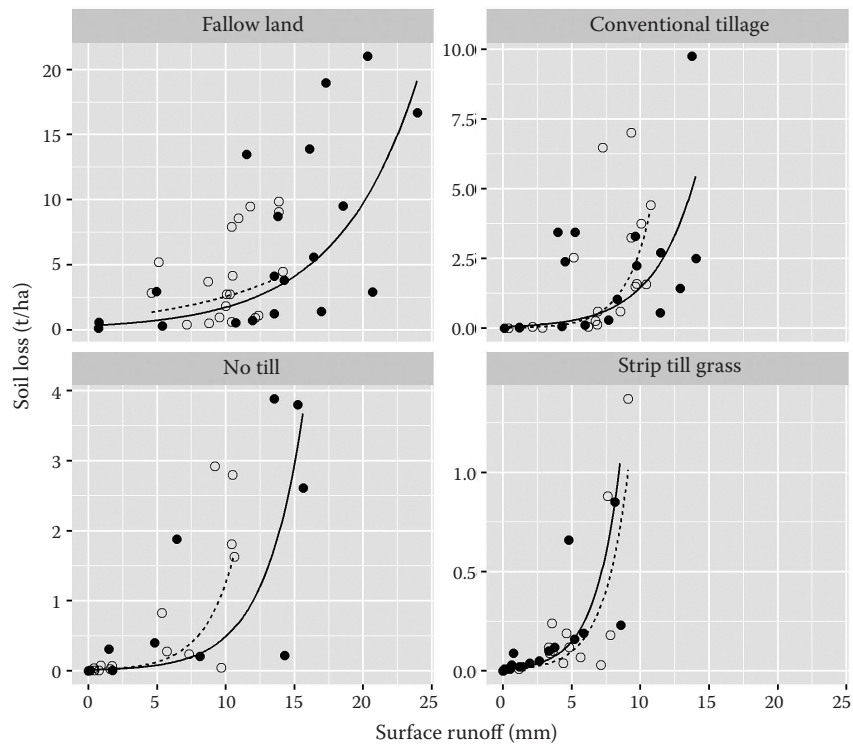 Fallow land
Conventional tillage
20
15
10
5
0
10.0
7.5
5.0
2.5
0.0
Soil loss (t/ha)
No till
Strip till grass
4
3
2
1
0
1.0
0.5
0.0
0 5 10 15 20 25
0 5 10 15 20 25
Surface runoff (mm)